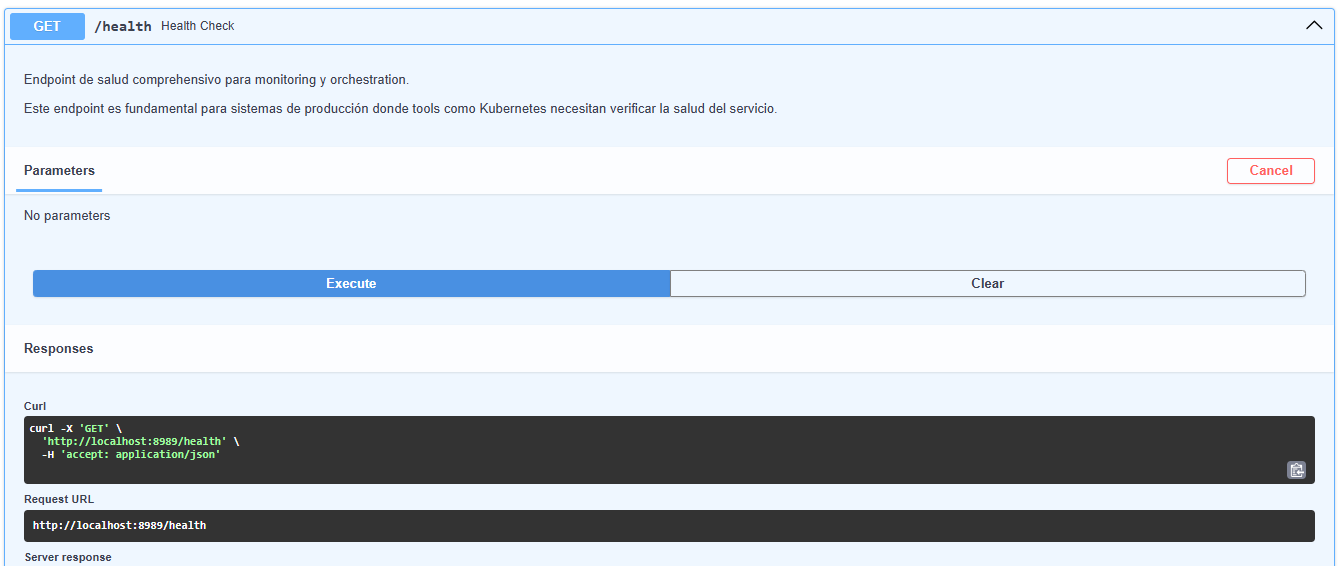 GET /health Health Check
Endpoint de salud comprehensivo para monitoring y orchestration.
Este endpoint es fundamental para sistemas de producción donde tools como Kubernetes necesitan verificar la salud del servicio.
Parameters
Cancel
No parameters
Execute
Clear
Responses
Curl
curl -X 'GET' \
'http://localhost:8989/health' \
-H 'accept: application/json'
Request URL
http://localhost:8989/health
Server response